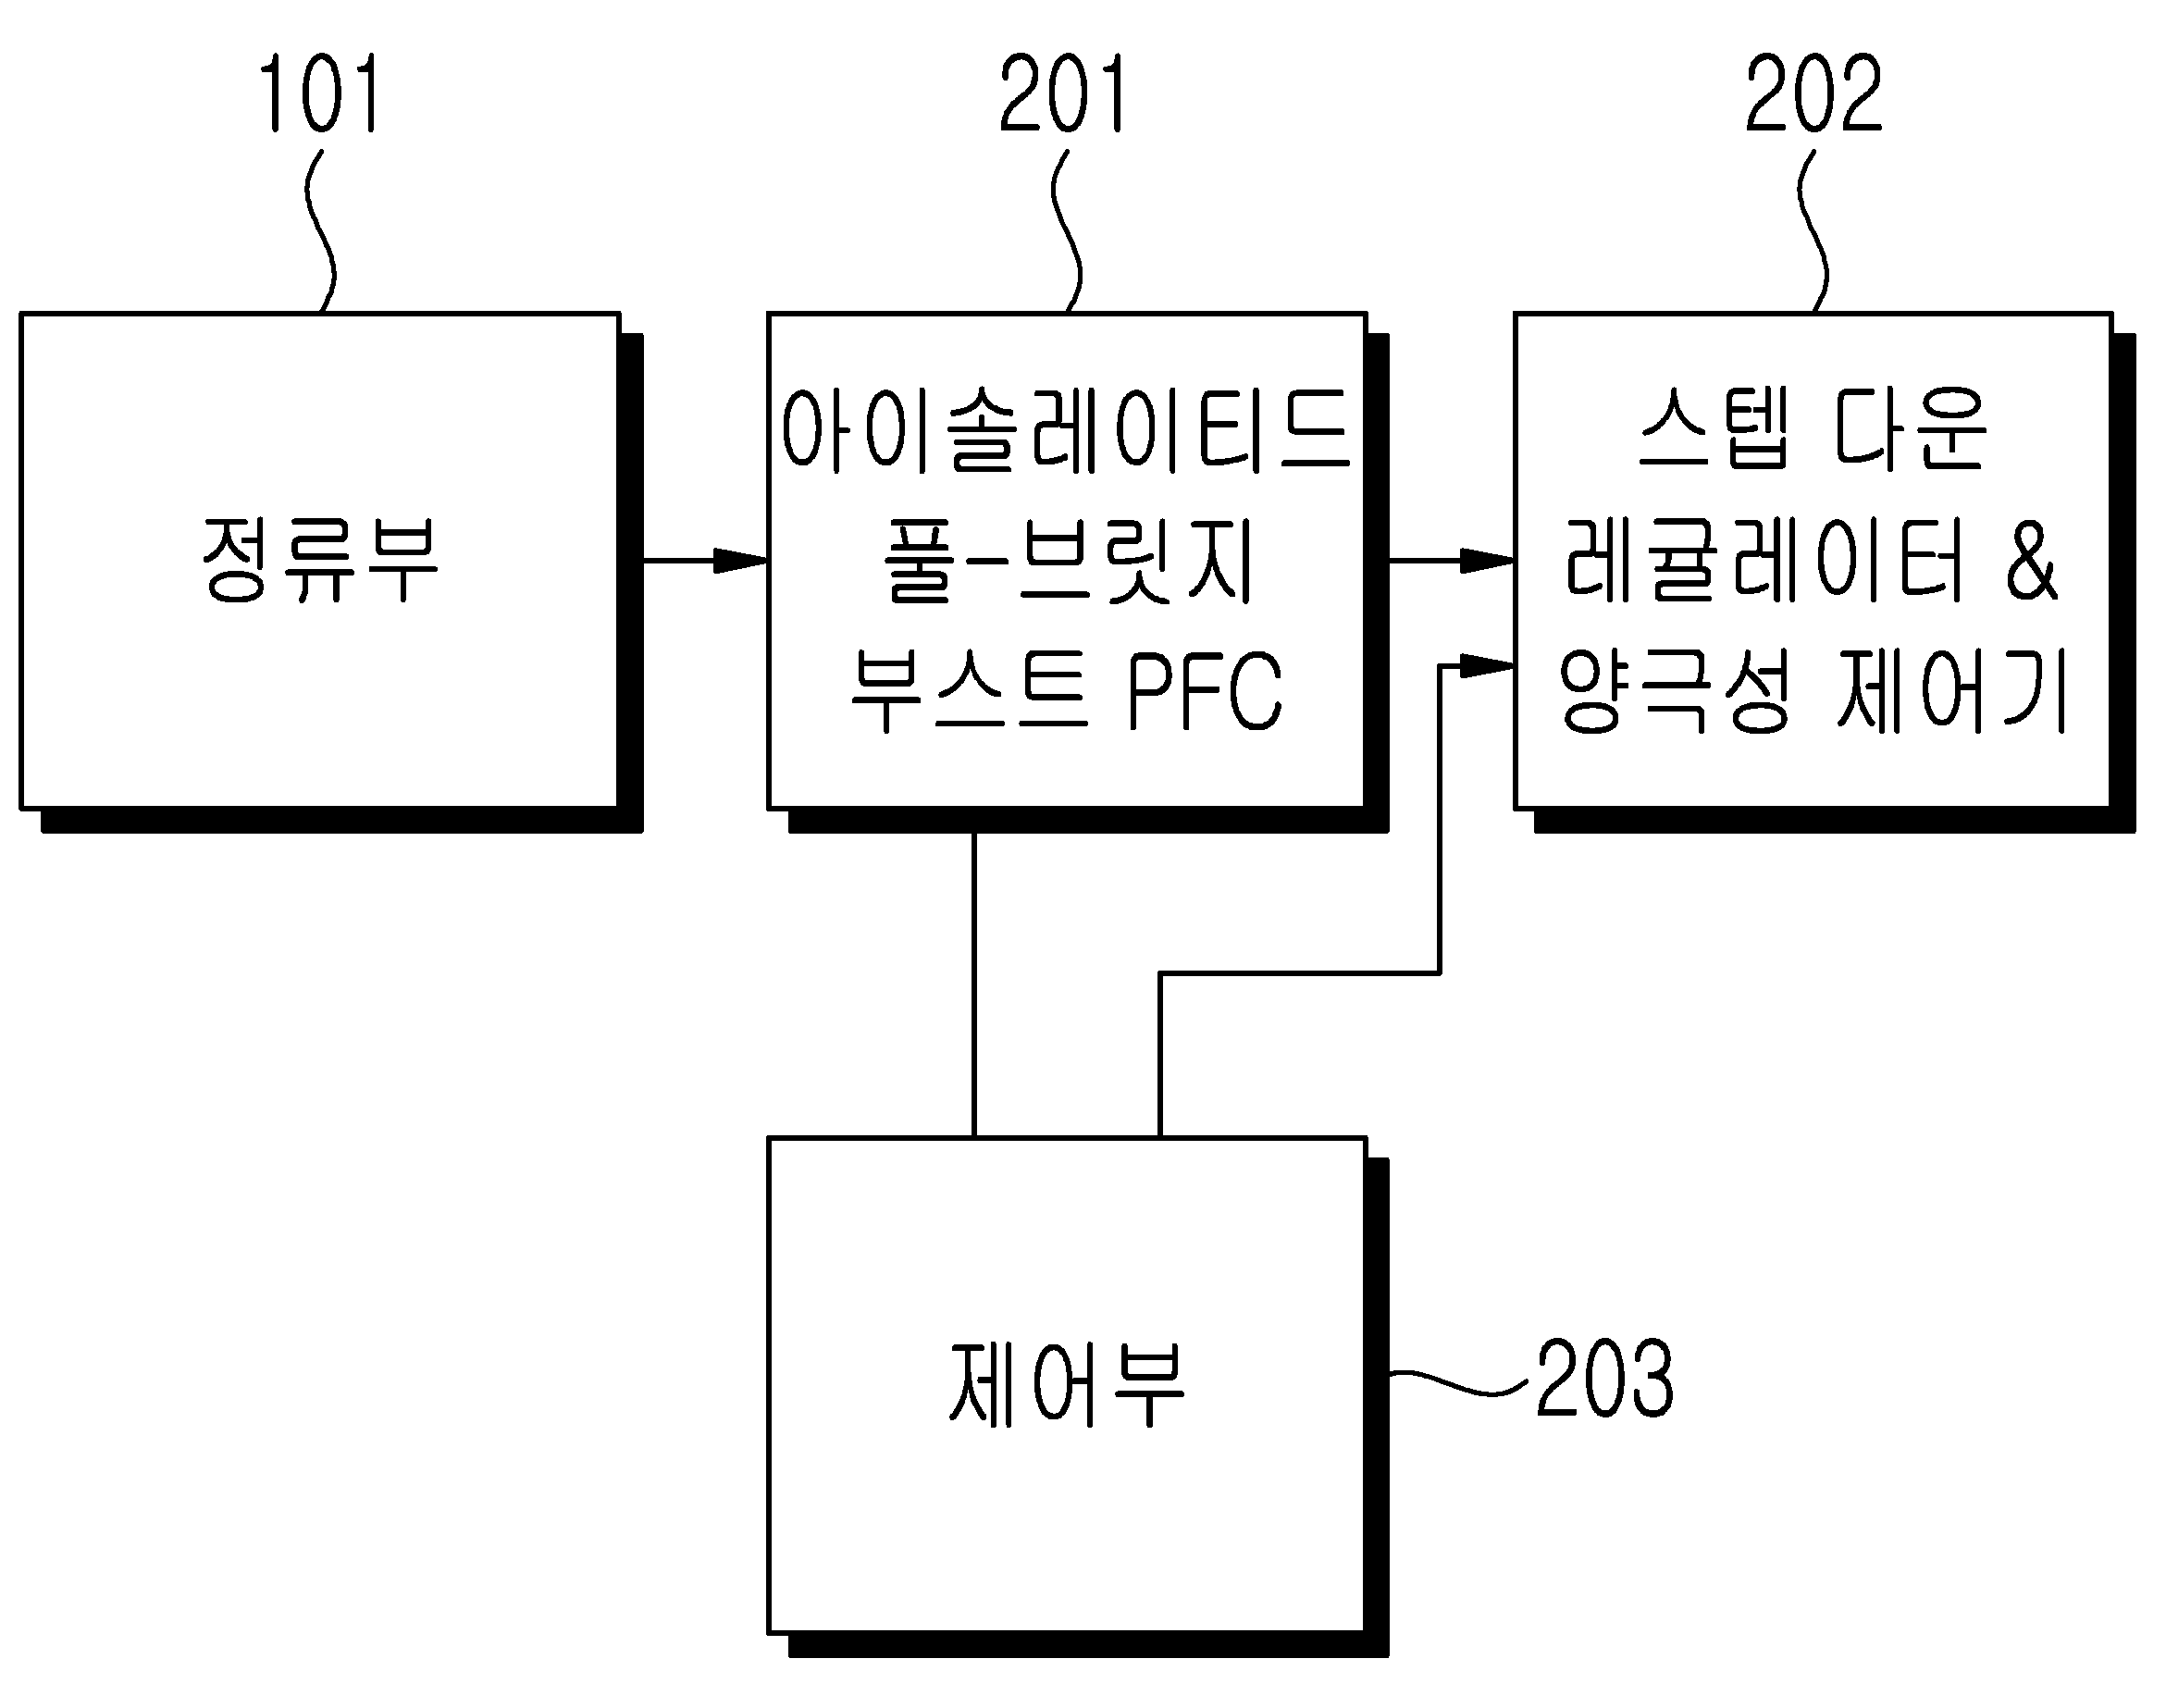 101
201
202
정류부
아이솔레이티드
풀-브릿지
부스트 PFC
스텝 다운
레귤레이터 &
양극성 제어기
제어부
203